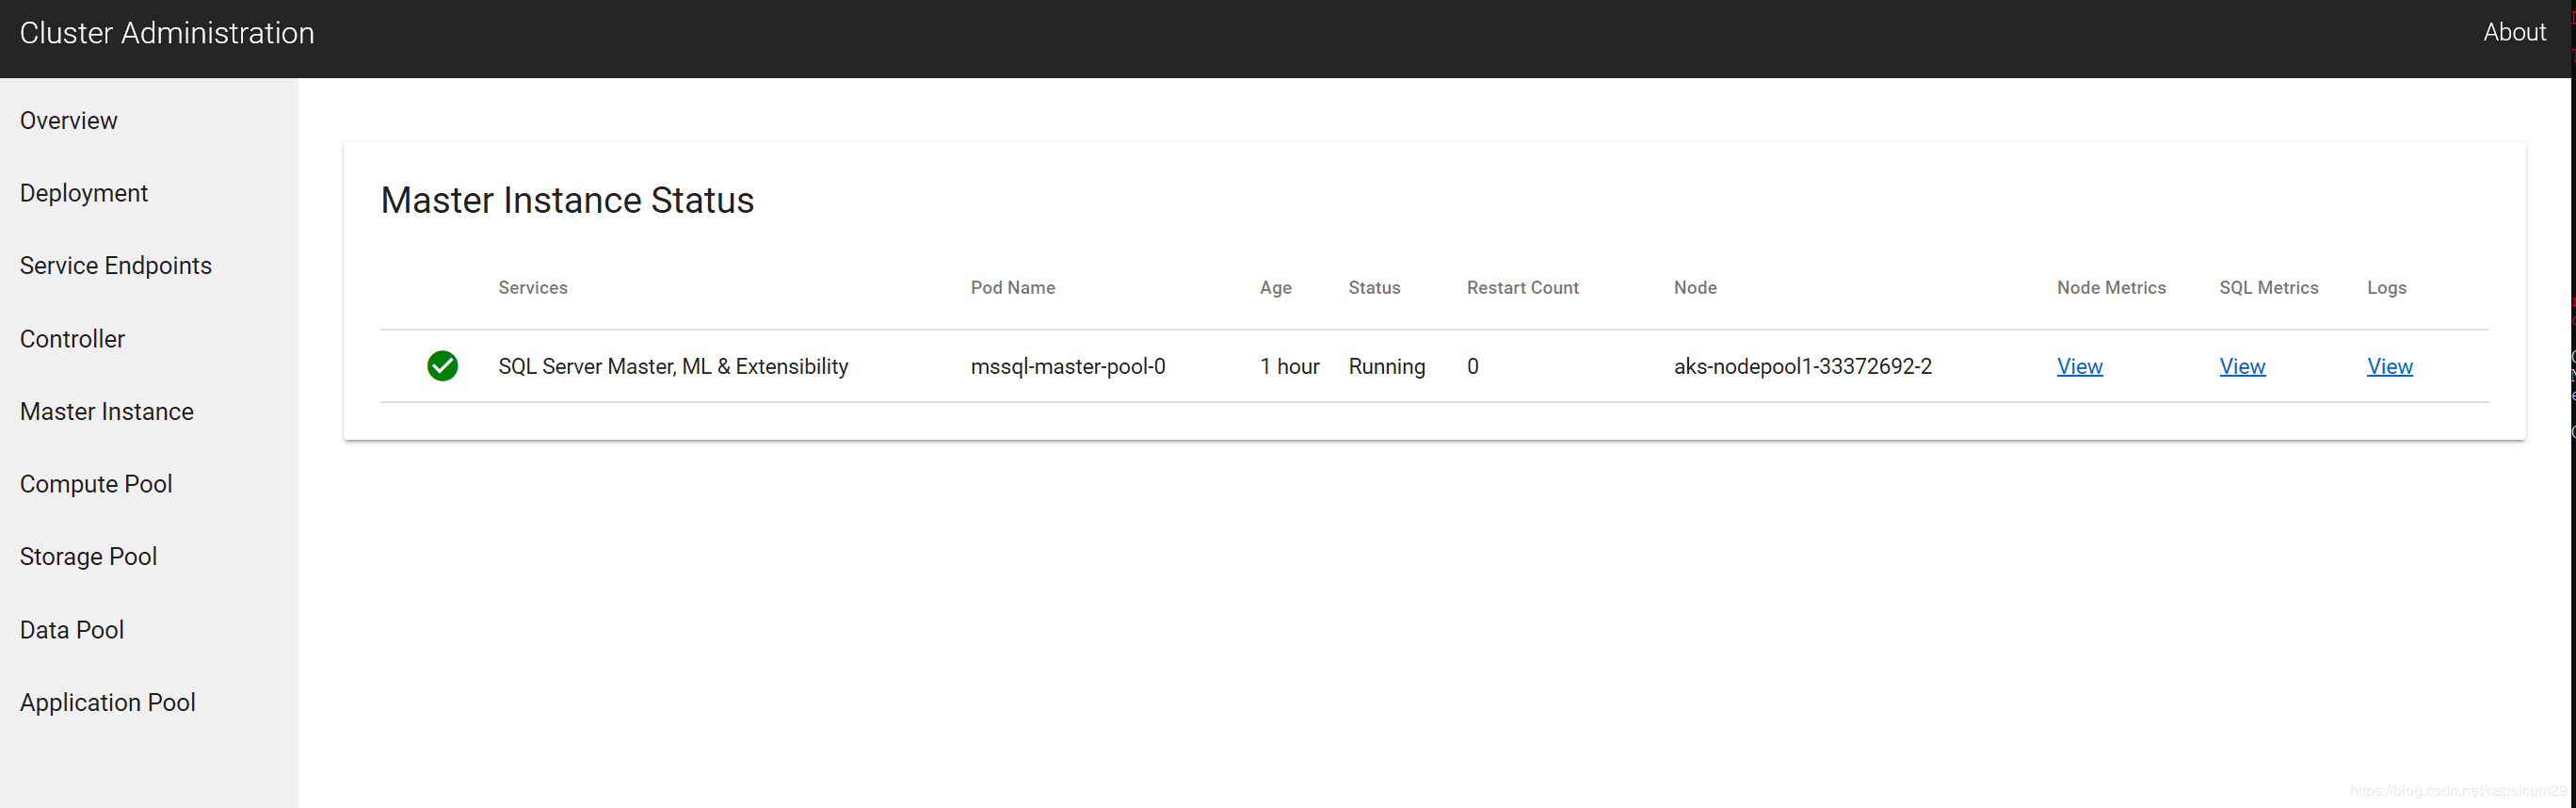 Cluster Administration About
Overview
Deployment
Service Endpoints
Controller
Master Instance
Compute Pool
Storage Pool
Data Pool
Application Pool
Master Instance Status
Services Pod Name Age Status Restart Count Node Node Metrics SQL Metrics Logs
SQL Server Master, ML & Extensibility mssql-master-pool-0 1 hour Running 0 aks-nodepool1-33372692-2 View View View
https://blog.csdn.net/capsicum29